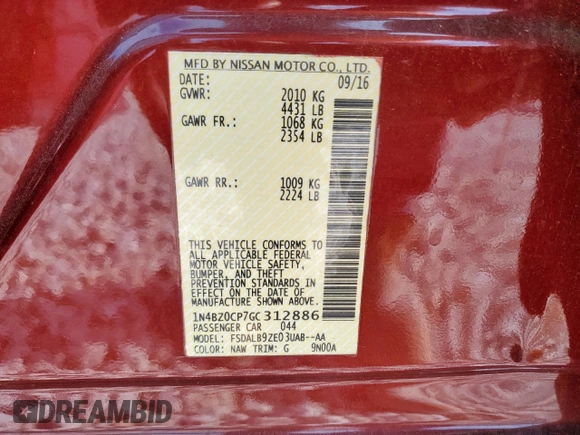 MFD BY NISSAN MOTOR CO., LTD.
DATE: 09/16
GVWR: 2010 KG
4431 LB
GAWR FR.: 1068 KG
2354 LB
GAWR RR.: 1009 KG
2224 LB
THIS VEHICLE CONFORMS TO
ALL APPLICABLE FEDERAL
MOTOR VEHICLE SAFETY,
BUMPER, AND THEFT
PREVENTION STANDARDS
IN EFFECT ON THE DATE OF
MANUFACTURE SHOWN ABOVE.
1N4BZ0CP7GC312886
PASSENGER CAR 044
MODEL: FSDALB9ZE03UAB--AA
COLOR: NAW TRIM: G 9N00A
DREAMBID